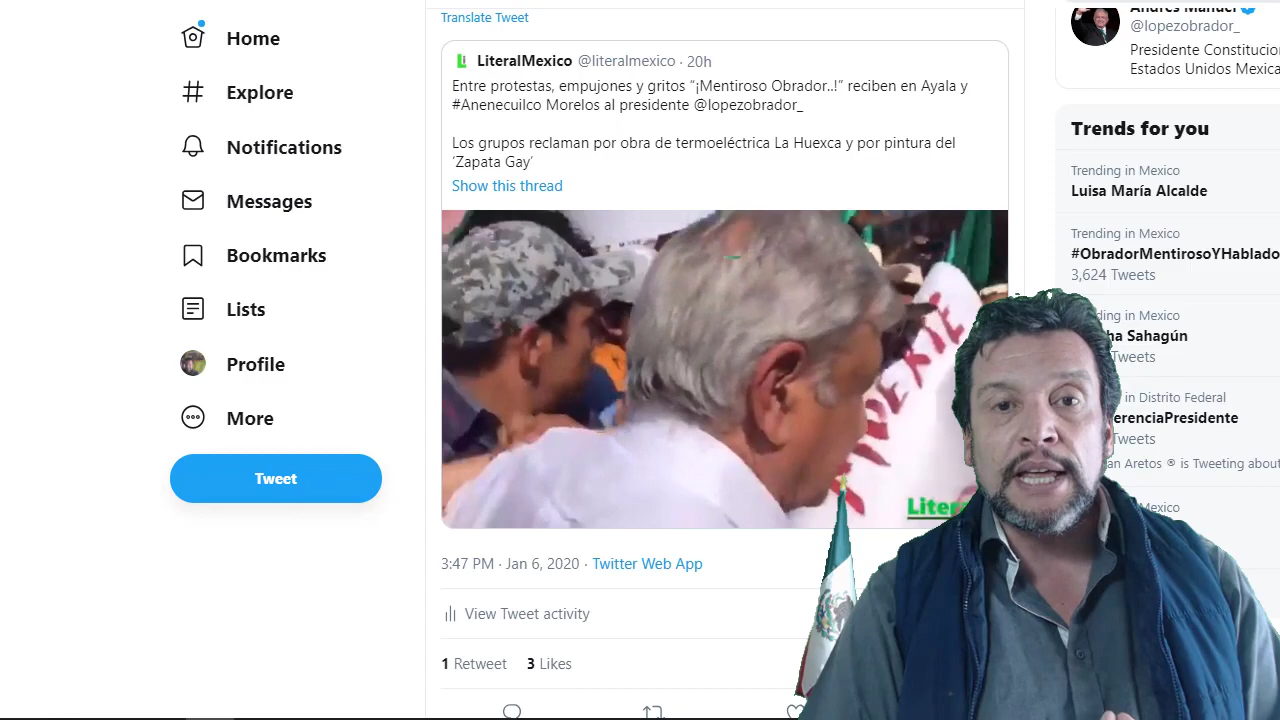 Home
Explore
Notifications
Messages
Bookmarks
Lists
Profile
More
Tweet
Translate Tweet
LiteralMexico @literalmexico · 20h
Entre protestas, empujones y gritos “¡Mentiroso Obrador..!” reciben en Ayala y
#Anenecuilco Morelos al presidente @lopezobrador_
Los grupos reclaman por obra de termoeléctrica La Huexca y por pintura del
‘Zapata Gay’
Show this thread
3:47 PM · Jan 6, 2020 · Twitter Web App
View Tweet activity
1 Retweet 3 Likes
Andrés Manuel
@lopezobrador_
Presidente Constitucion
Estados Unidos Mexica
Trends for you
Trending in Mexico
Luisa María Alcalde
Trending in Mexico
#ObradorMentirosoYHablado
3,624 Tweets
ding in Mexico
ha Sahagún
Tweets
in Distrito Federal
erenciaPresidente
Tweets
an Aretos ® is Tweeting about
Mexico